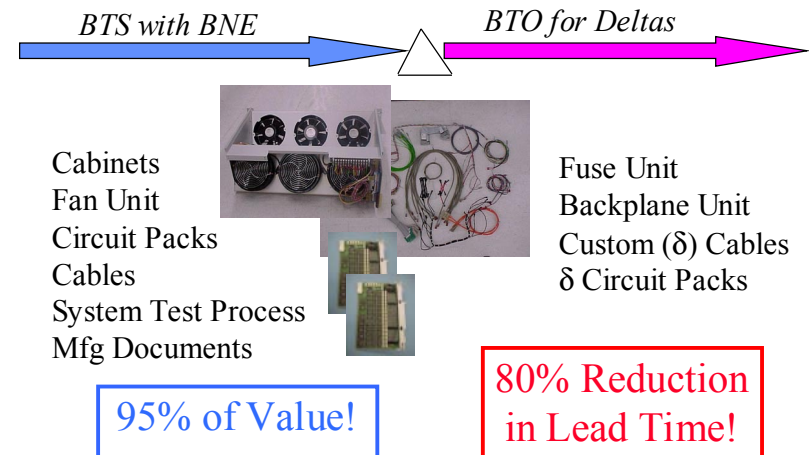 BTS with BNE
BTO for Deltas
Cabinets
Fan Unit
Circuit Packs
Cables
System Test Process
Mfg Documents
Fuse Unit
Backplane Unit
Custom (δ) Cables
δ Circuit Packs
95% of Value!
80% Reduction
in Lead Time!